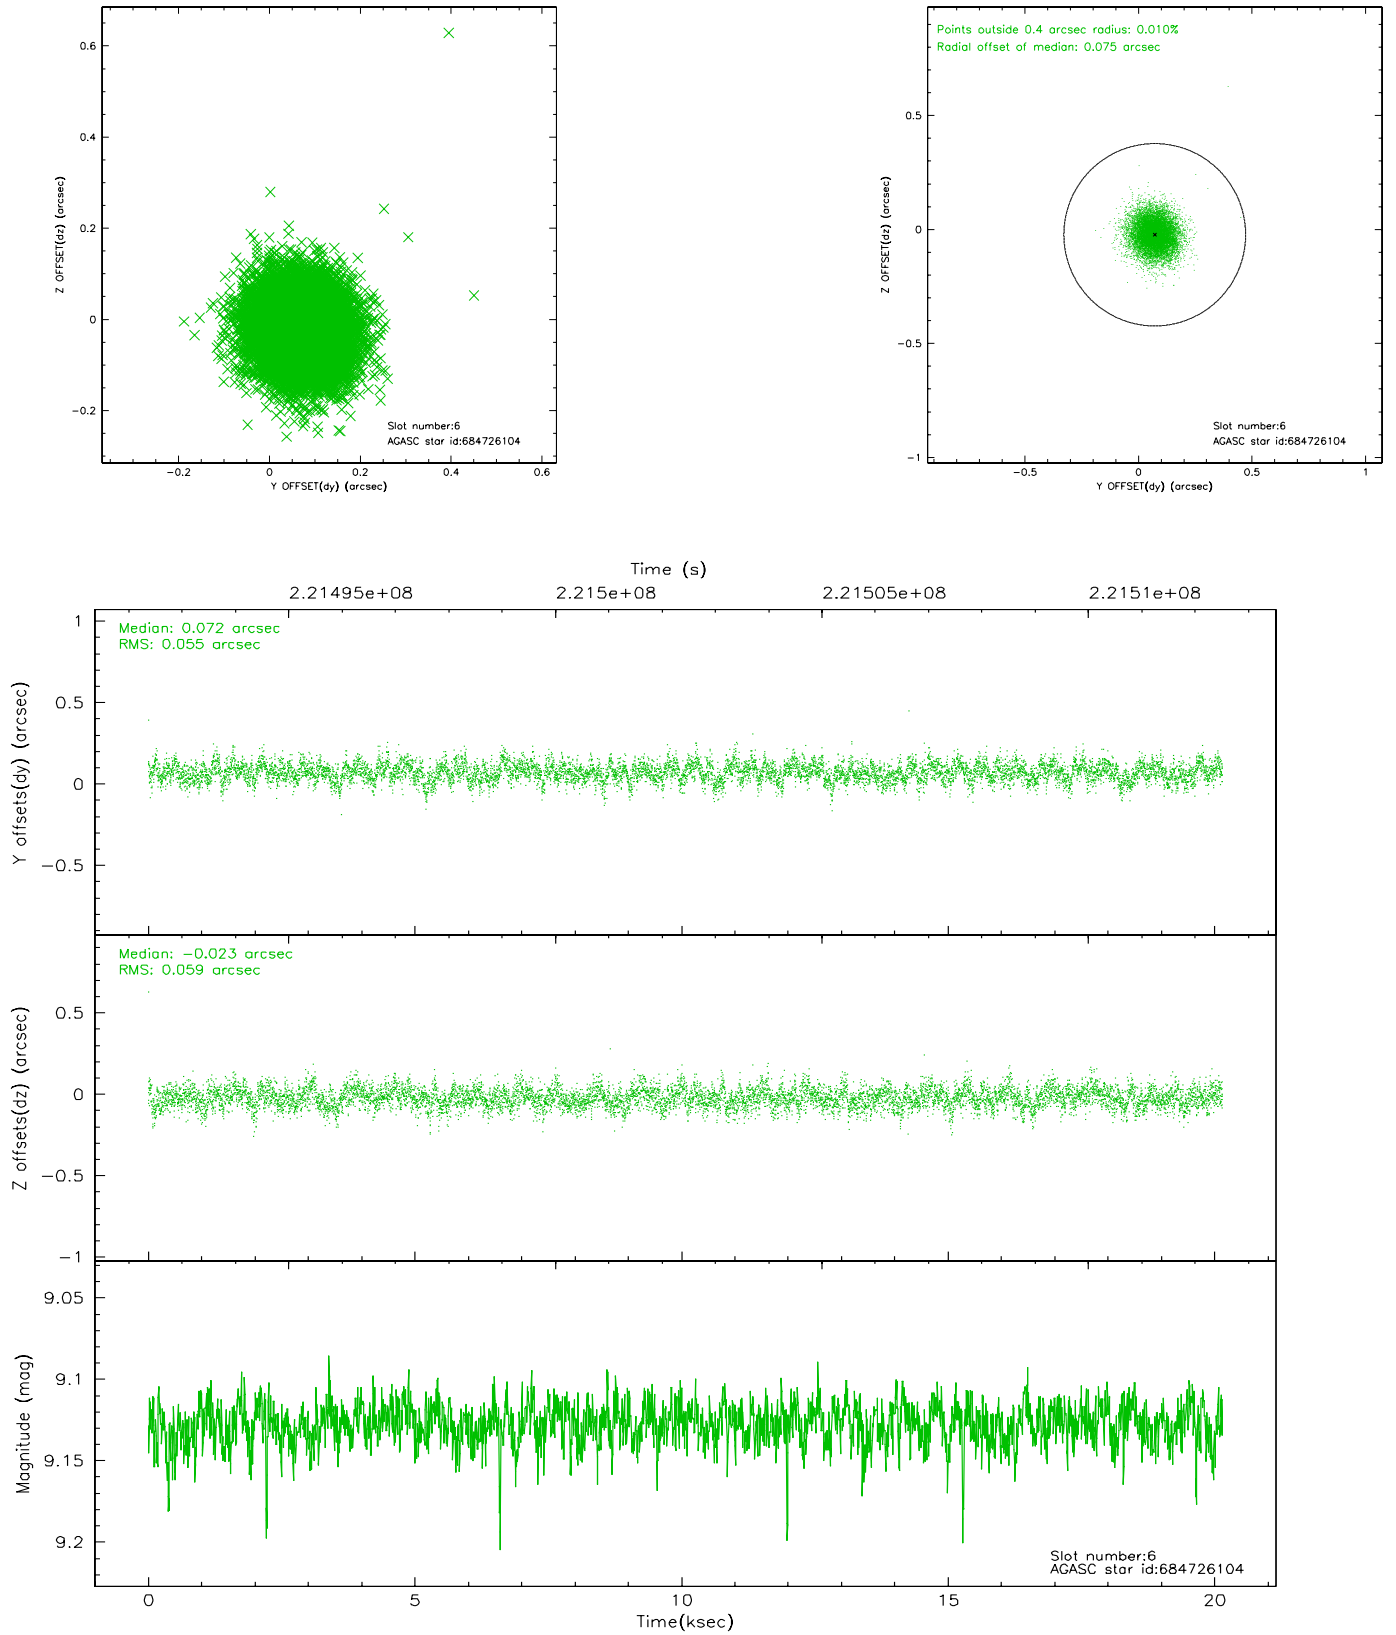 0.6
0.4
0.2
0
−0.2
Z OFFSET(dz) (arcsec)
Slot number:6
AGASC star id:684726104
−0.2 0 0.2 0.4 0.6
Y OFFSET(dy) (arcsec)
Points outside 0.4 arcsec radius: 0.010%
Radial offset of median: 0.075 arcsec
0.5
0
−0.5
−1
Z OFFSET(dz) (arcsec)
Slot number:6
AGASC star id:684726104
−0.5 0 0.5 1
Y OFFSET(dy) (arcsec)
Time (s)
2.21495e+08 2.215e+08 2.21505e+08 2.2151e+08
Median: 0.072 arcsec
RMS: 0.055 arcsec
1
0.5
0
−0.5
Y offsets(dy) (arcsec)
Median: −0.023 arcsec
RMS: 0.059 arcsec
0.5
0
−0.5
−1
Z offsets(dz) (arcsec)
9.05
9.1
9.15
9.2
Magnitude (mag)
Slot number:6
AGASC star id:684726104
0 5 10 15 20
Time(ksec)